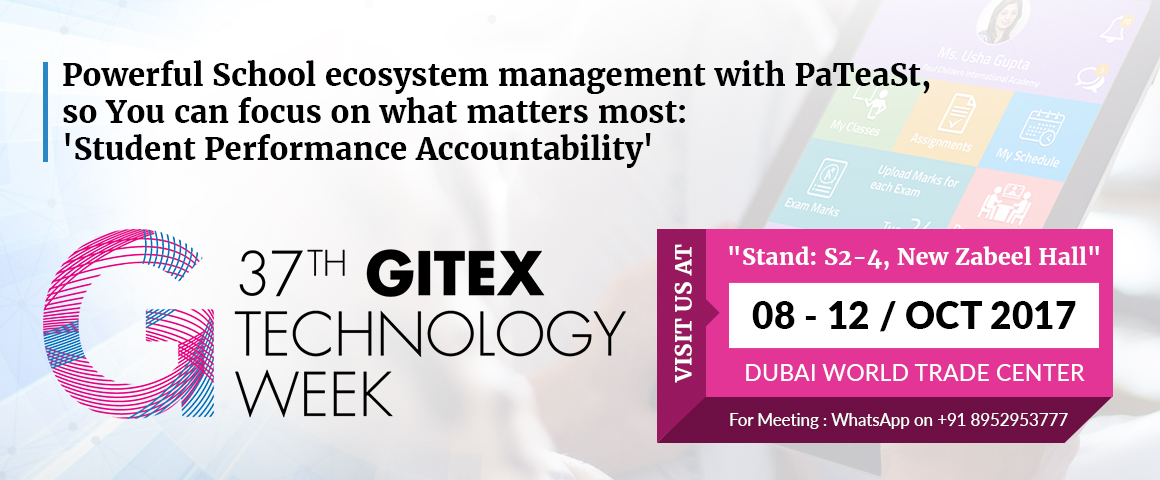 Powerful School ecosystem management with PaTeaSt,
so You can focus on what matters most:
'Student Performance Accountability'
37TH GITEX
TECHNOLOGY
WEEK
VISIT US AT
"Stand: S2-4, New Zabeel Hall"
08 - 12 / OCT 2017
DUBAI WORLD TRADE CENTER
For Meeting : WhatsApp on +91 8952953777
Ms. Usha Gupta
International Academy
My Classes
Assignments
My Schedule
Exam Marks
Upload Marks for
each Exam